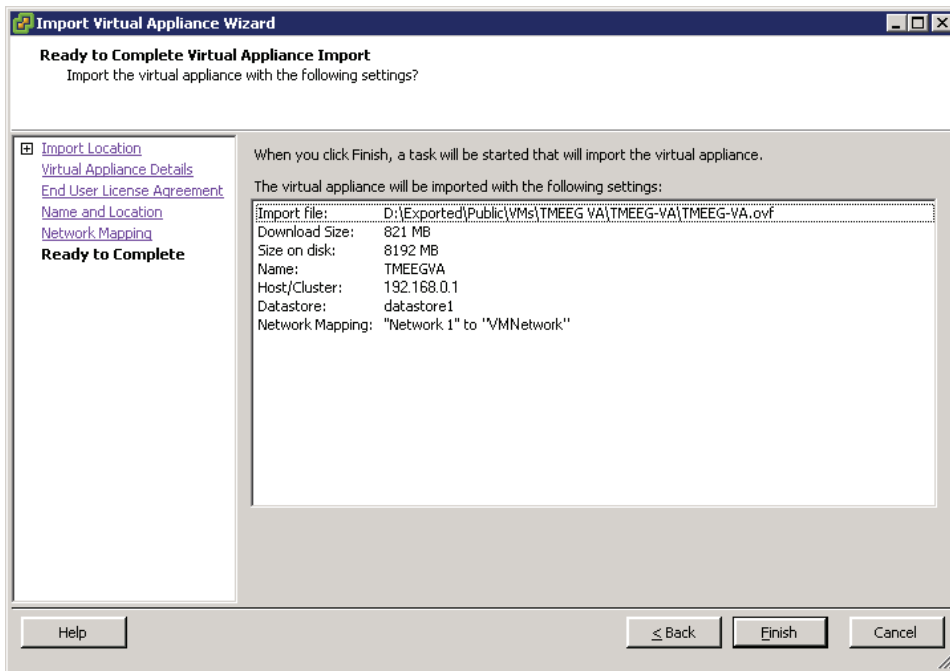 Import Virtual Appliance Wizard
Ready to Complete Virtual Appliance Import
Import the virtual appliance with the following settings?
Import Location
Virtual Appliance Details
End User License Agreement
Name and Location
Network Mapping
Ready to Complete
When you click Finish, a task will be started that will import the virtual appliance.
The virtual appliance will be imported with the following settings:
Import file: D:\Exported\Public\VMs\TMEEG VA\TMEEG-VA\TMEEG-VA.ovf
Download Size: 821 MB
Size on disk: 8192 MB
Name: TMEEGVA
Host/Cluster: 192.168.0.1
Datastore: datastore1
Network Mapping: "Network 1" to "VMNetwork"
Help
< Back
Finish
Cancel